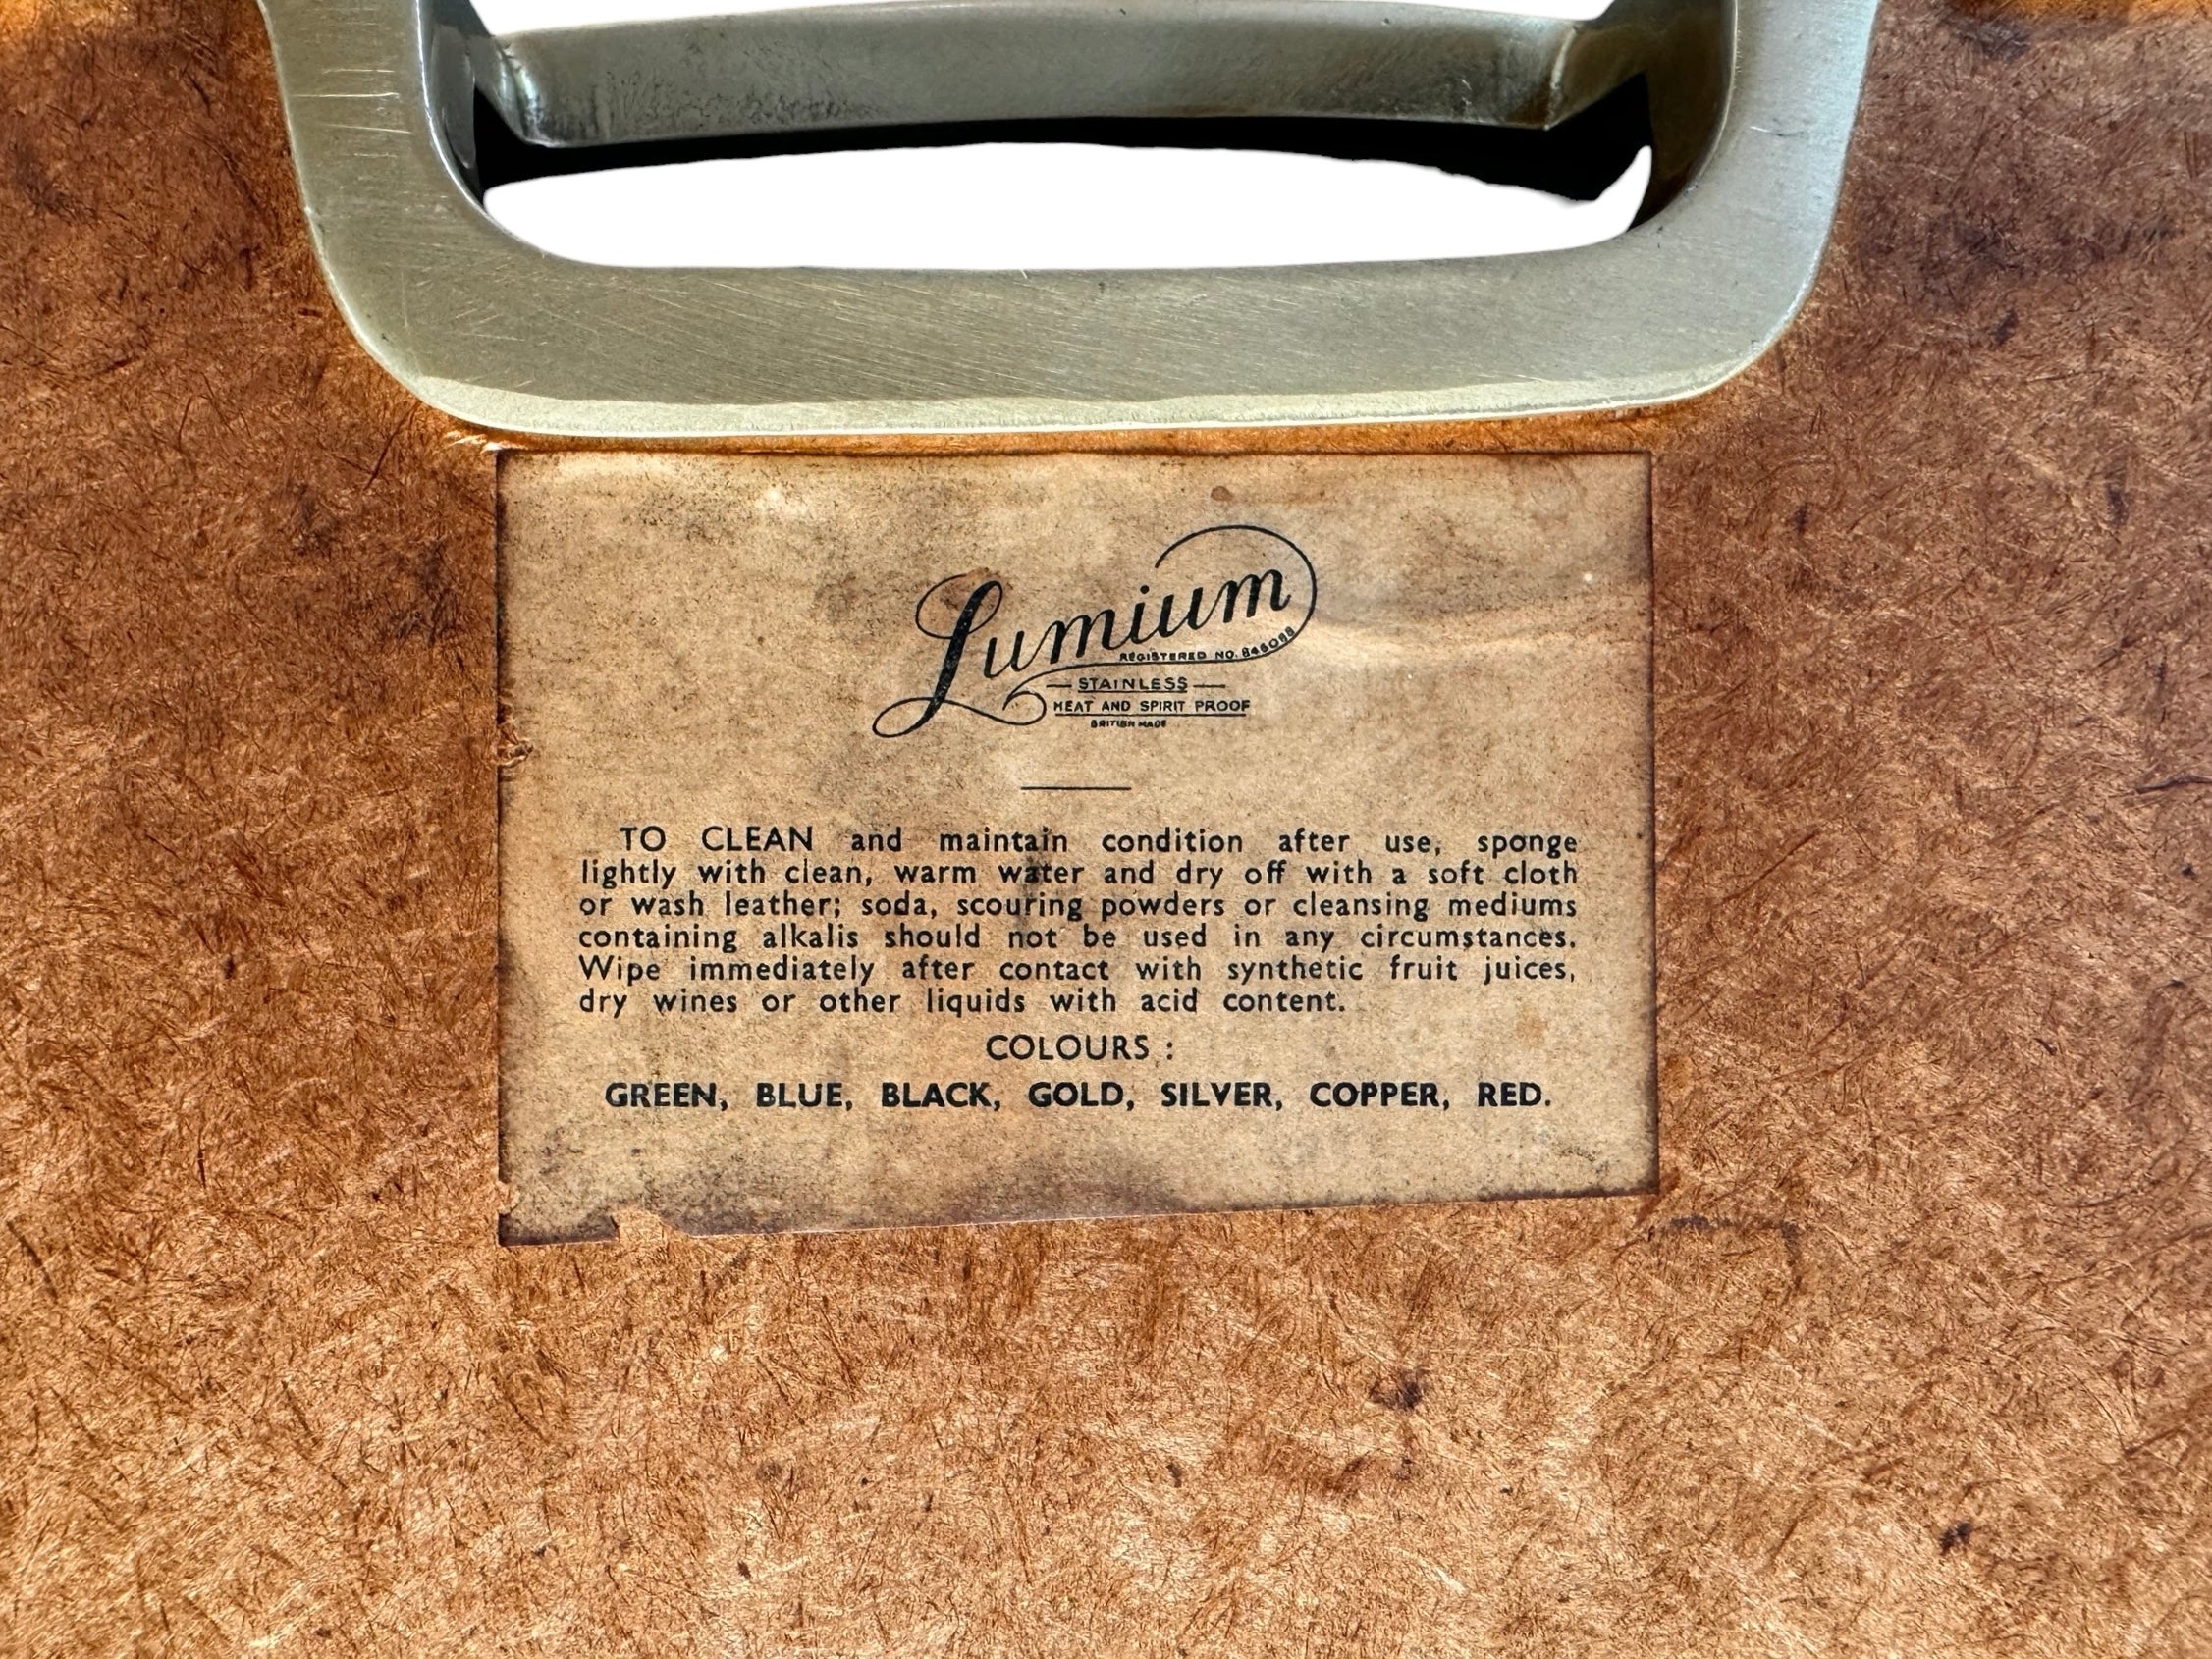 Lumium
REGISTERED NO.
STAINLESS
HEAT AND SPIRIT PROOF
BRITISH MADE
TO CLEAN and maintain condition after use, sponge
lightly with clean, warm water and dry off with a soft cloth
or wash leather; soda, scouring powders or cleansing mediums
containing alkalis should not be used in any circumstances.
Wipe immediately after contact with synthetic fruit juices,
dry wines or other liquids with acid content.
COLOURS :
GREEN, BLUE, BLACK, GOLD, SILVER, COPPER, RED.